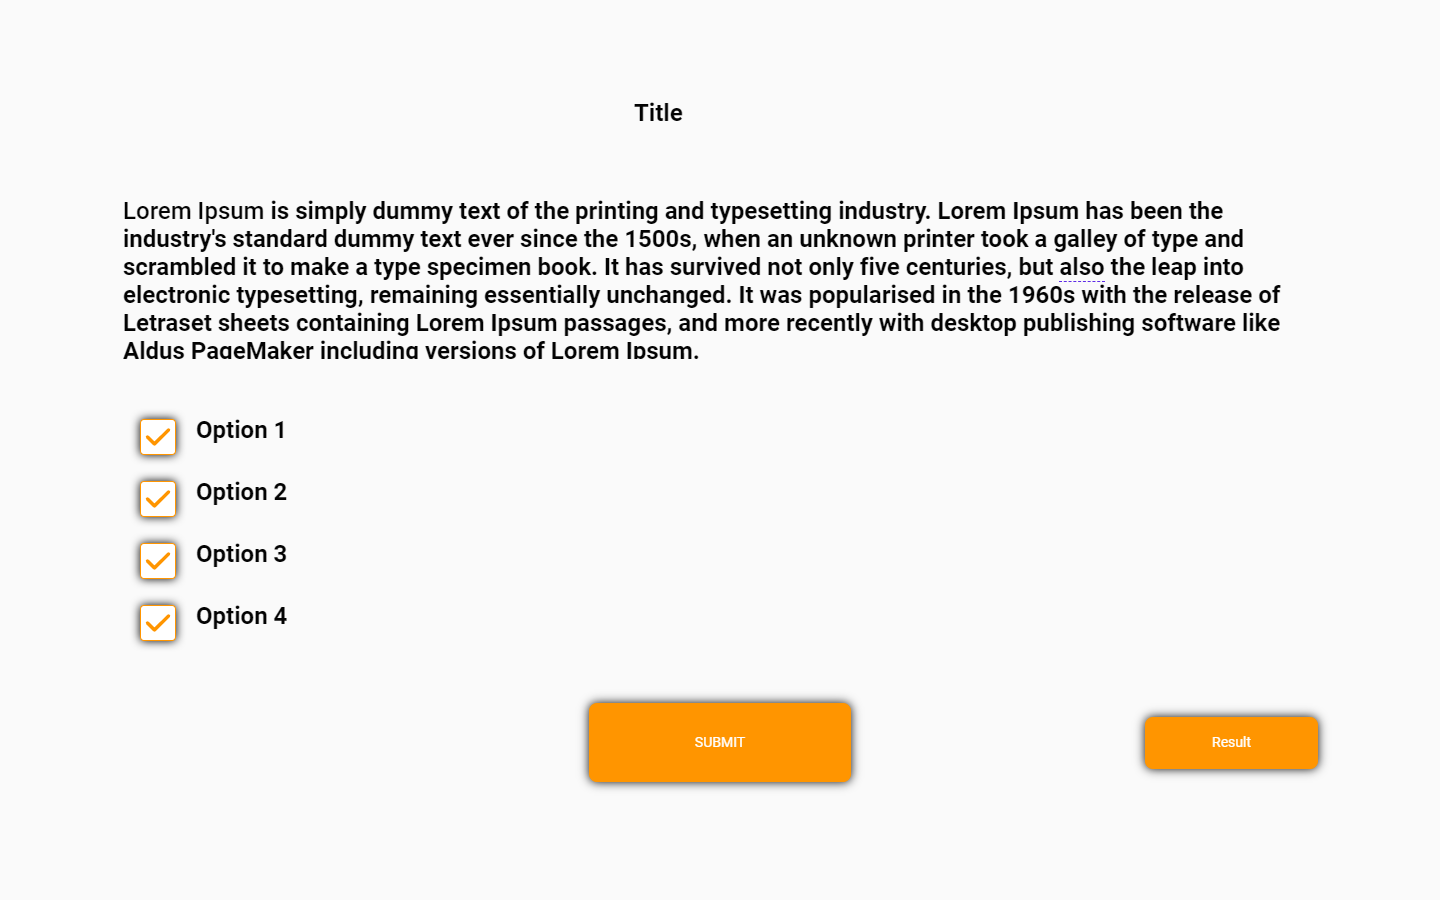 Title
Lorem Ipsum is simply dummy text of the printing and typesetting industry. Lorem Ipsum has been the
industry's standard dummy text ever since the 1500s, when an unknown printer took a galley of type and
scrambled it to make a type specimen book. It has survived not only five centuries, but also the leap into
electronic typesetting, remaining essentially unchanged. It was popularised in the 1960s with the release of
Letraset sheets containing Lorem Ipsum passages, and more recently with desktop publishing software like
Aldus PageMaker including versions of Lorem Ipsum.
Option 1
Option 2
Option 3
Option 4
SUBMIT
Result